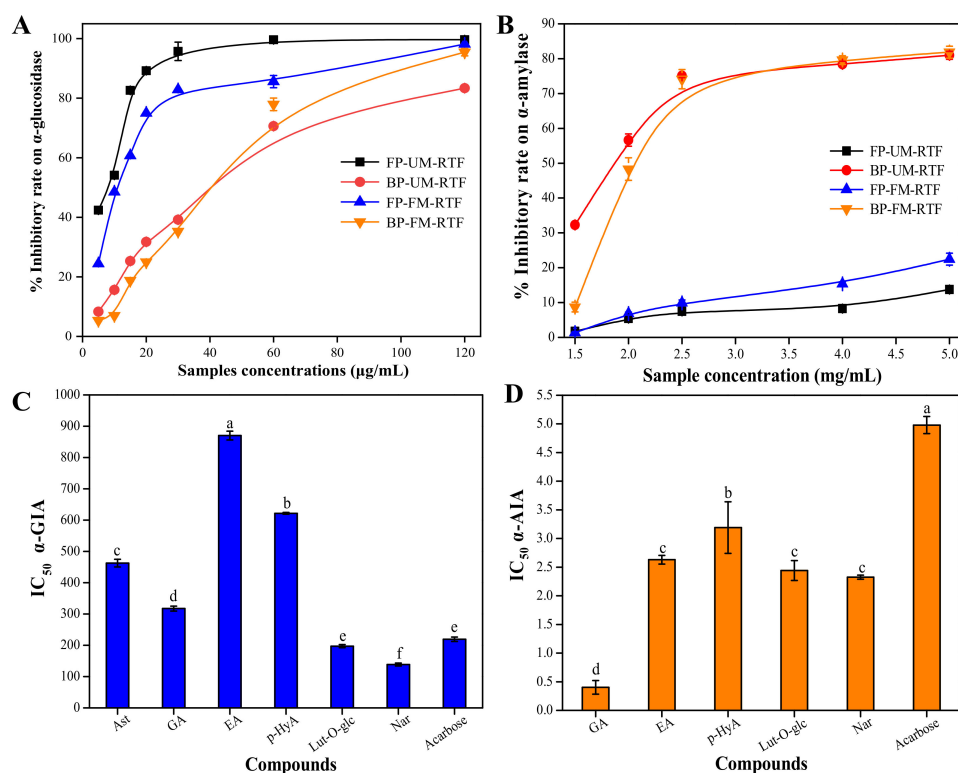 A
% Inhibitory rate on α-glucosidase
100
80
60
40
20
0
FP-UM-RTF
BP-UM-RTF
FP-FM-RTF
BP-FM-RTF
0 20 40 60 80 100 120
Samples concentrations (μg/mL)
B
% Inhibitory rate on α-amylase
90
80
70
60
50
40
30
20
10
0
FP-UM-RTF
BP-UM-RTF
FP-FM-RTF
BP-FM-RTF
1.5 2.0 2.5 3.0 3.5 4.0 4.5 5.0
Sample concentration (mg/mL)
C
IC50 α-GIA
1000
900
800
700
600
500
400
300
200
100
0
c d a b e f e
Ast GA EA p-HyA Lut-O-glc Nar Acarbose
Compounds
D
IC50 α-AIA
5.5
5.0
4.5
4.0
3.5
3.0
2.5
2.0
1.5
1.0
0.5
0.0
d c b c c a
GA EA p-HyA Lut-O-glc Nar Acarbose
Compounds